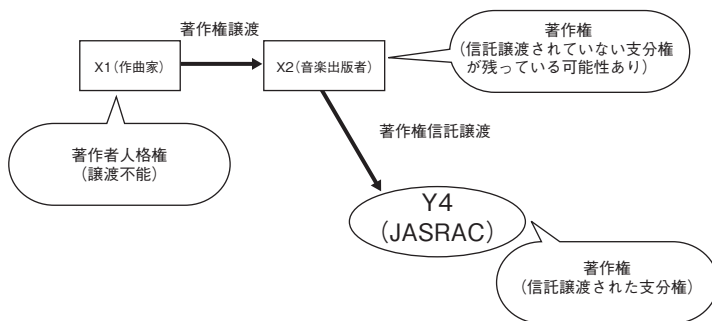 著作権譲渡
X1(作曲家)
X2(音楽出版者)
著作権
(信託譲渡されていない支分権
が残っている可能性あり)
著作者人格権
(譲渡不能)
著作権信託譲渡
Y4
(JASRAC)
著作権
(信託譲渡された支分権)